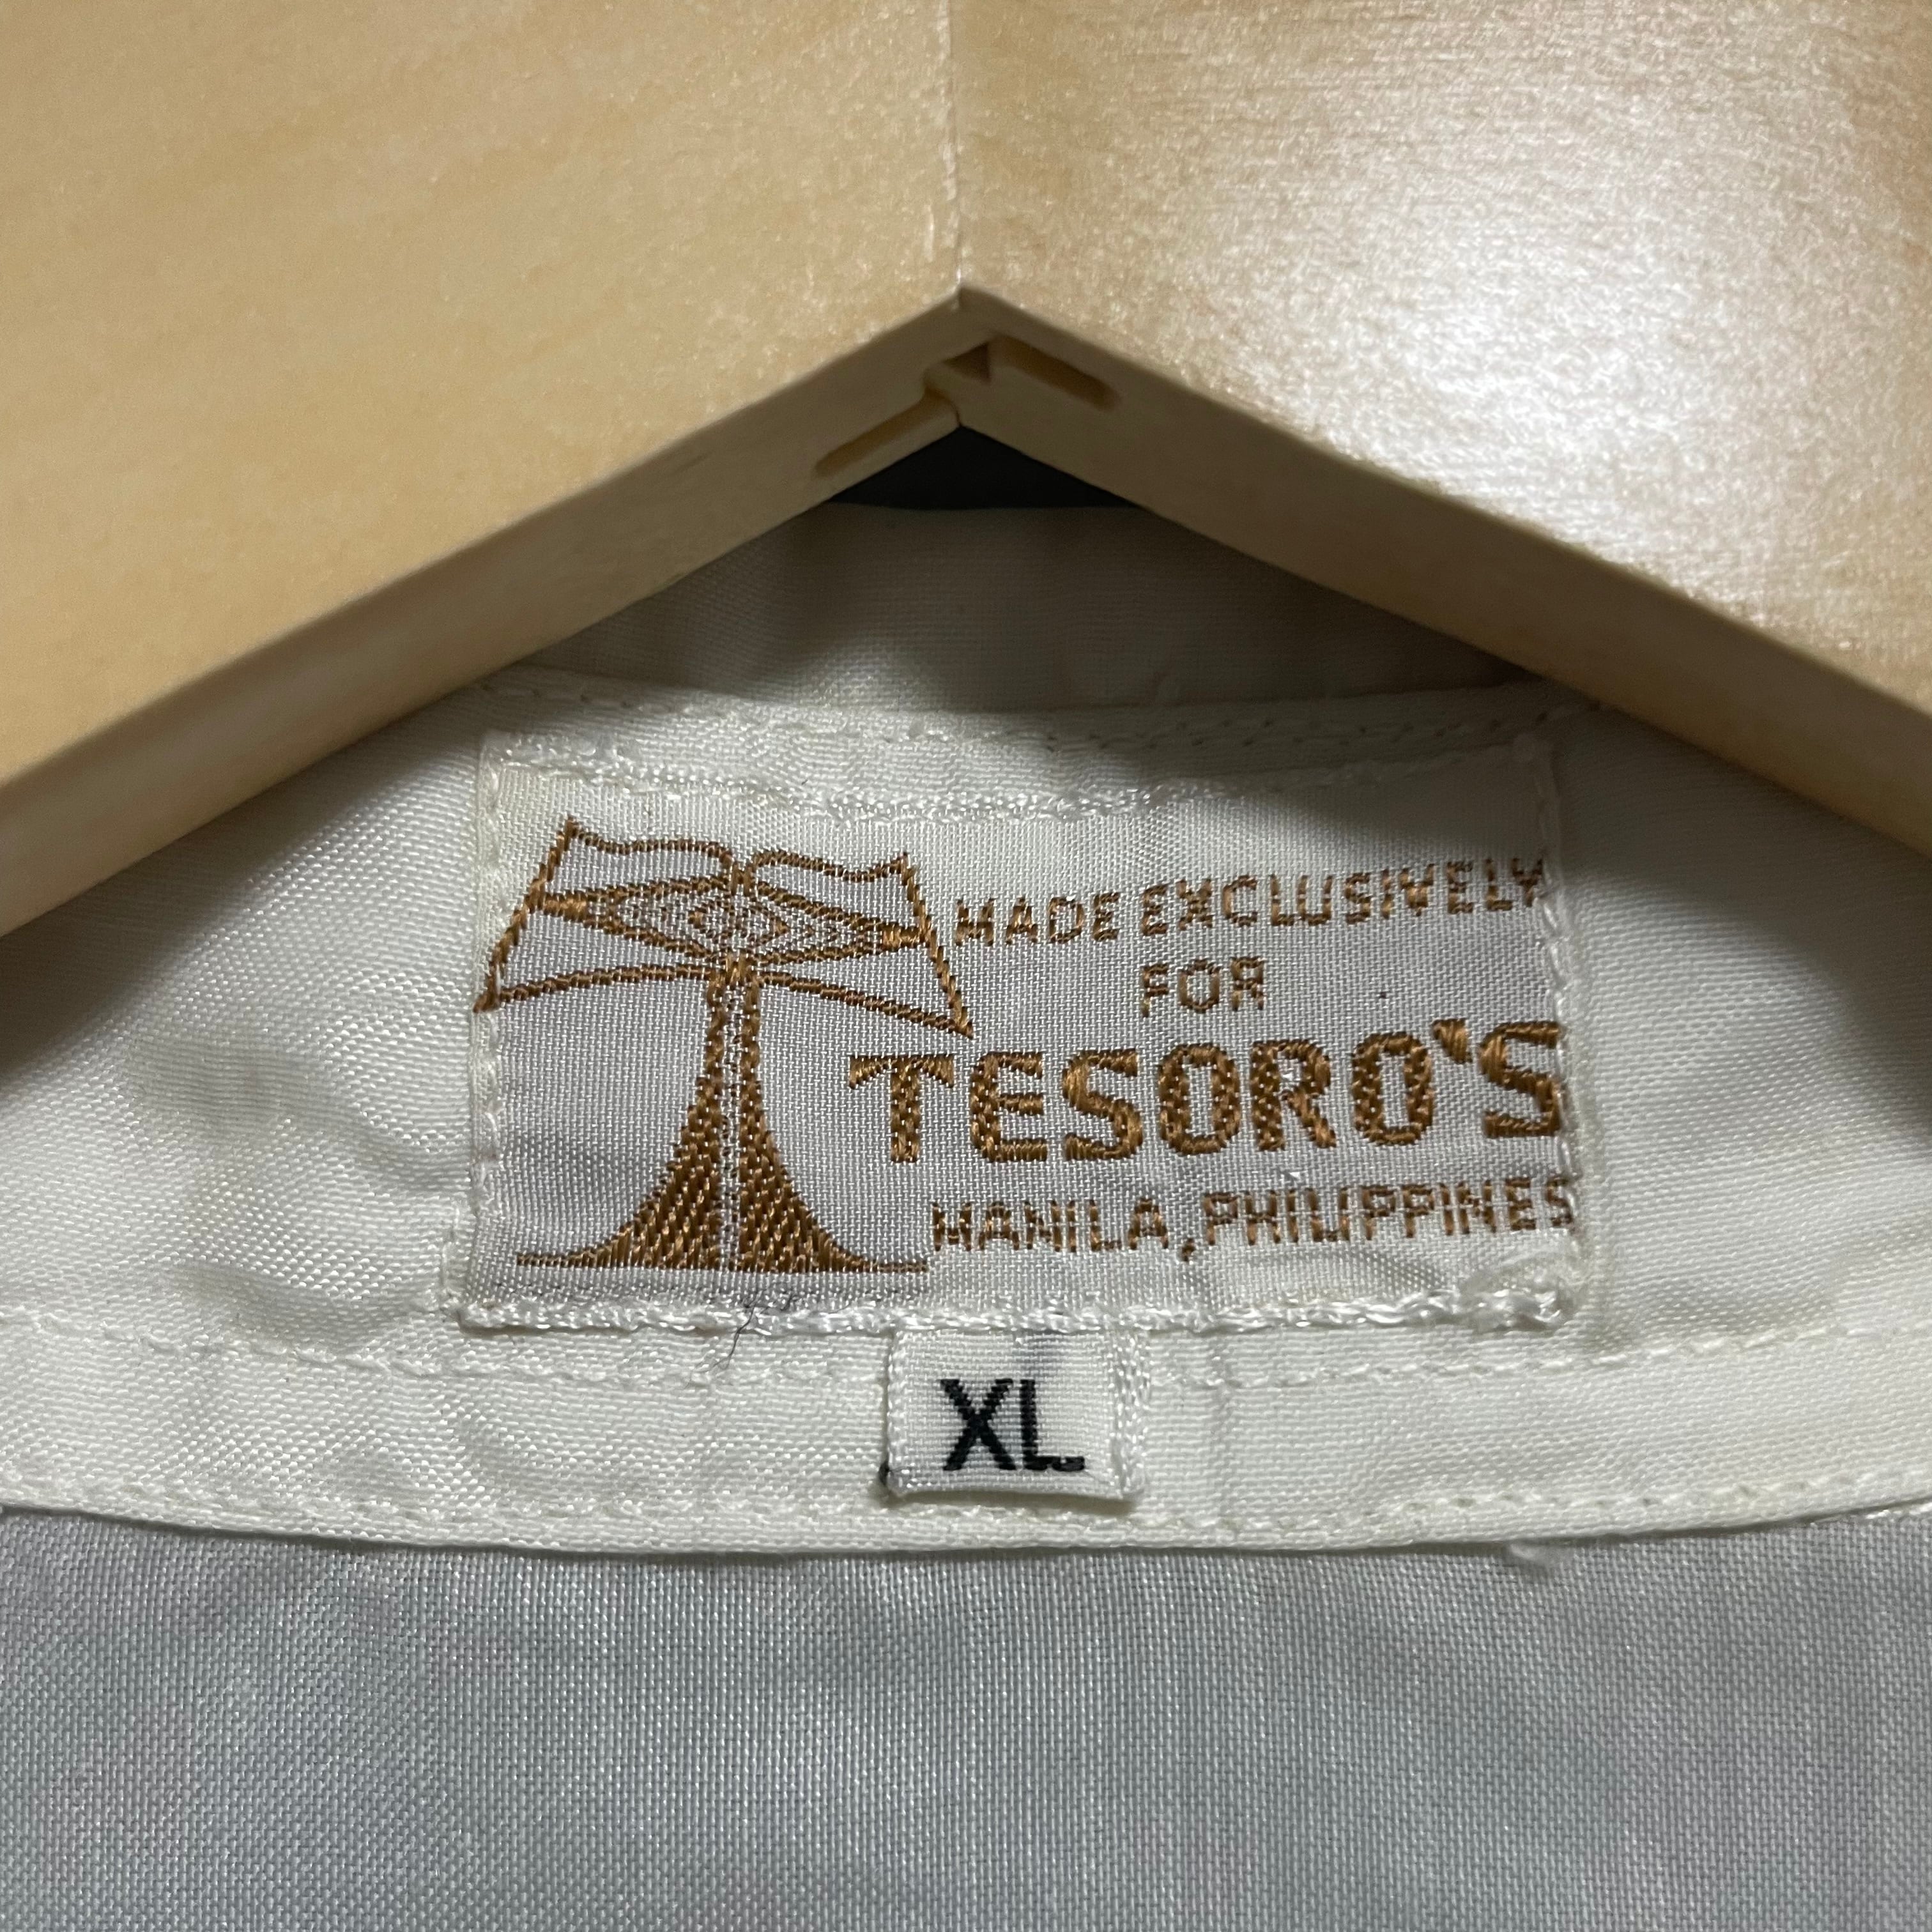 MADE EXCLUSIVELY
FOR
TESORO'S
MANILA, PHILIPPINES
XL